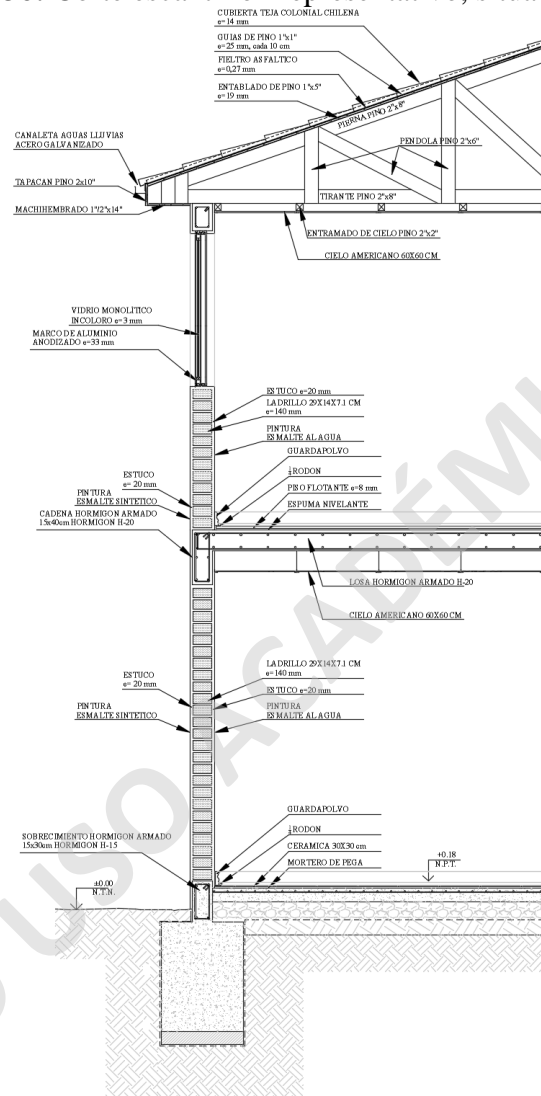 CUBIERTA TEJA COLONIAL CHILENA
e=14 mm
GUIAS DE PINO 1"x1"
e=25 mm, cada 10 cm
FIELTRO ASFALTICO
e=0,27 mm
ENTABLADO DE PINO 1"x5"
e=19 mm
PIERNA PINO 2"x8"
CANALETA AGUAS LLUVIAS
ACERO GALVANIZADO
PENDOLA PINO 2"x6"
TAPACAN PINO 2x10"
TIRANTE PINO 2"x8"
MACHIHEMBRADO 1"/2"x14"
ENTRAMADO DE CIELO PINO 2"x2"
CIELO AMERICANO 60X60 CM
VIDRIO MONOLÍTICO
INCOLORO e=3 mm
MARCO DE ALUMINIO
ANODIZADO e=33 mm
ESTUCO e=20 mm
LADRILLO 29X14X7.1 CM
e=140 mm
PINTURA
ESMALTE AL AGUA
GUARDAPOLVO
ESTUCO
e= 20 mm
¼RODON
PINTURA
ESMALTE SINTETICO
PISO FLOTANTE e=8 mm
ESPUMA NIVELANTE
CADENA HORMIGON ARMADO
15x40cm HORMIGON H-20
LOSA HORMIGON ARMADO H-20
CIELO AMERICANO 60X60 CM
LADRILLO 29X14X7.1 CM
e=140 mm
ESTUCO
e= 20 mm
ESTUCO e=20 mm
PINTURA
ESMALTE SINTETICO
PINTURA
ESMALTE AL AGUA
GUARDAPOLVO
¼RODON
SOBRECIMIENTO HORMIGON ARMADO
15x30cm HORMIGON H-15
CERAMICA 30X30 cm
MORTERO DE PEGA
+0.18
N.P.T.
±0.00
N.T.N.
USO ACADÉMI